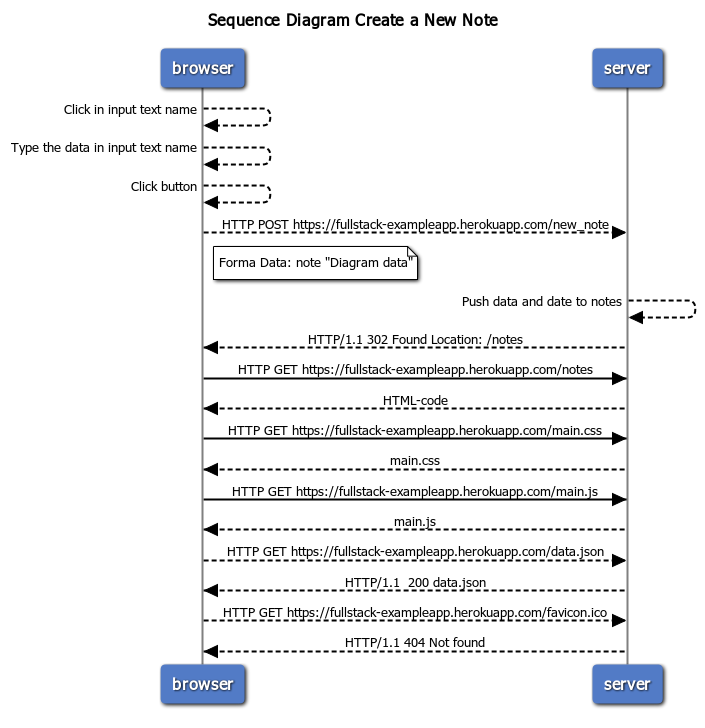 Sequence Diagram Create a New Note
browser
server
Click in input text name
Type the data in input text name
Click button
HTTP POST https://fullstack-exampleapp.herokuapp.com/new_note
Forma Data: note "Diagram data"
Push data and date to notes
HTTP/1.1 302 Found Location: /notes
HTTP GET https://fullstack-exampleapp.herokuapp.com/notes
HTML-code
HTTP GET https://fullstack-exampleapp.herokuapp.com/main.css
main.css
HTTP GET https://fullstack-exampleapp.herokuapp.com/main.js
main.js
HTTP GET https://fullstack-exampleapp.herokuapp.com/data.json
HTTP/1.1  200 data.json
HTTP GET https://fullstack-exampleapp.herokuapp.com/favicon.ico
HTTP/1.1 404 Not found
browser
server